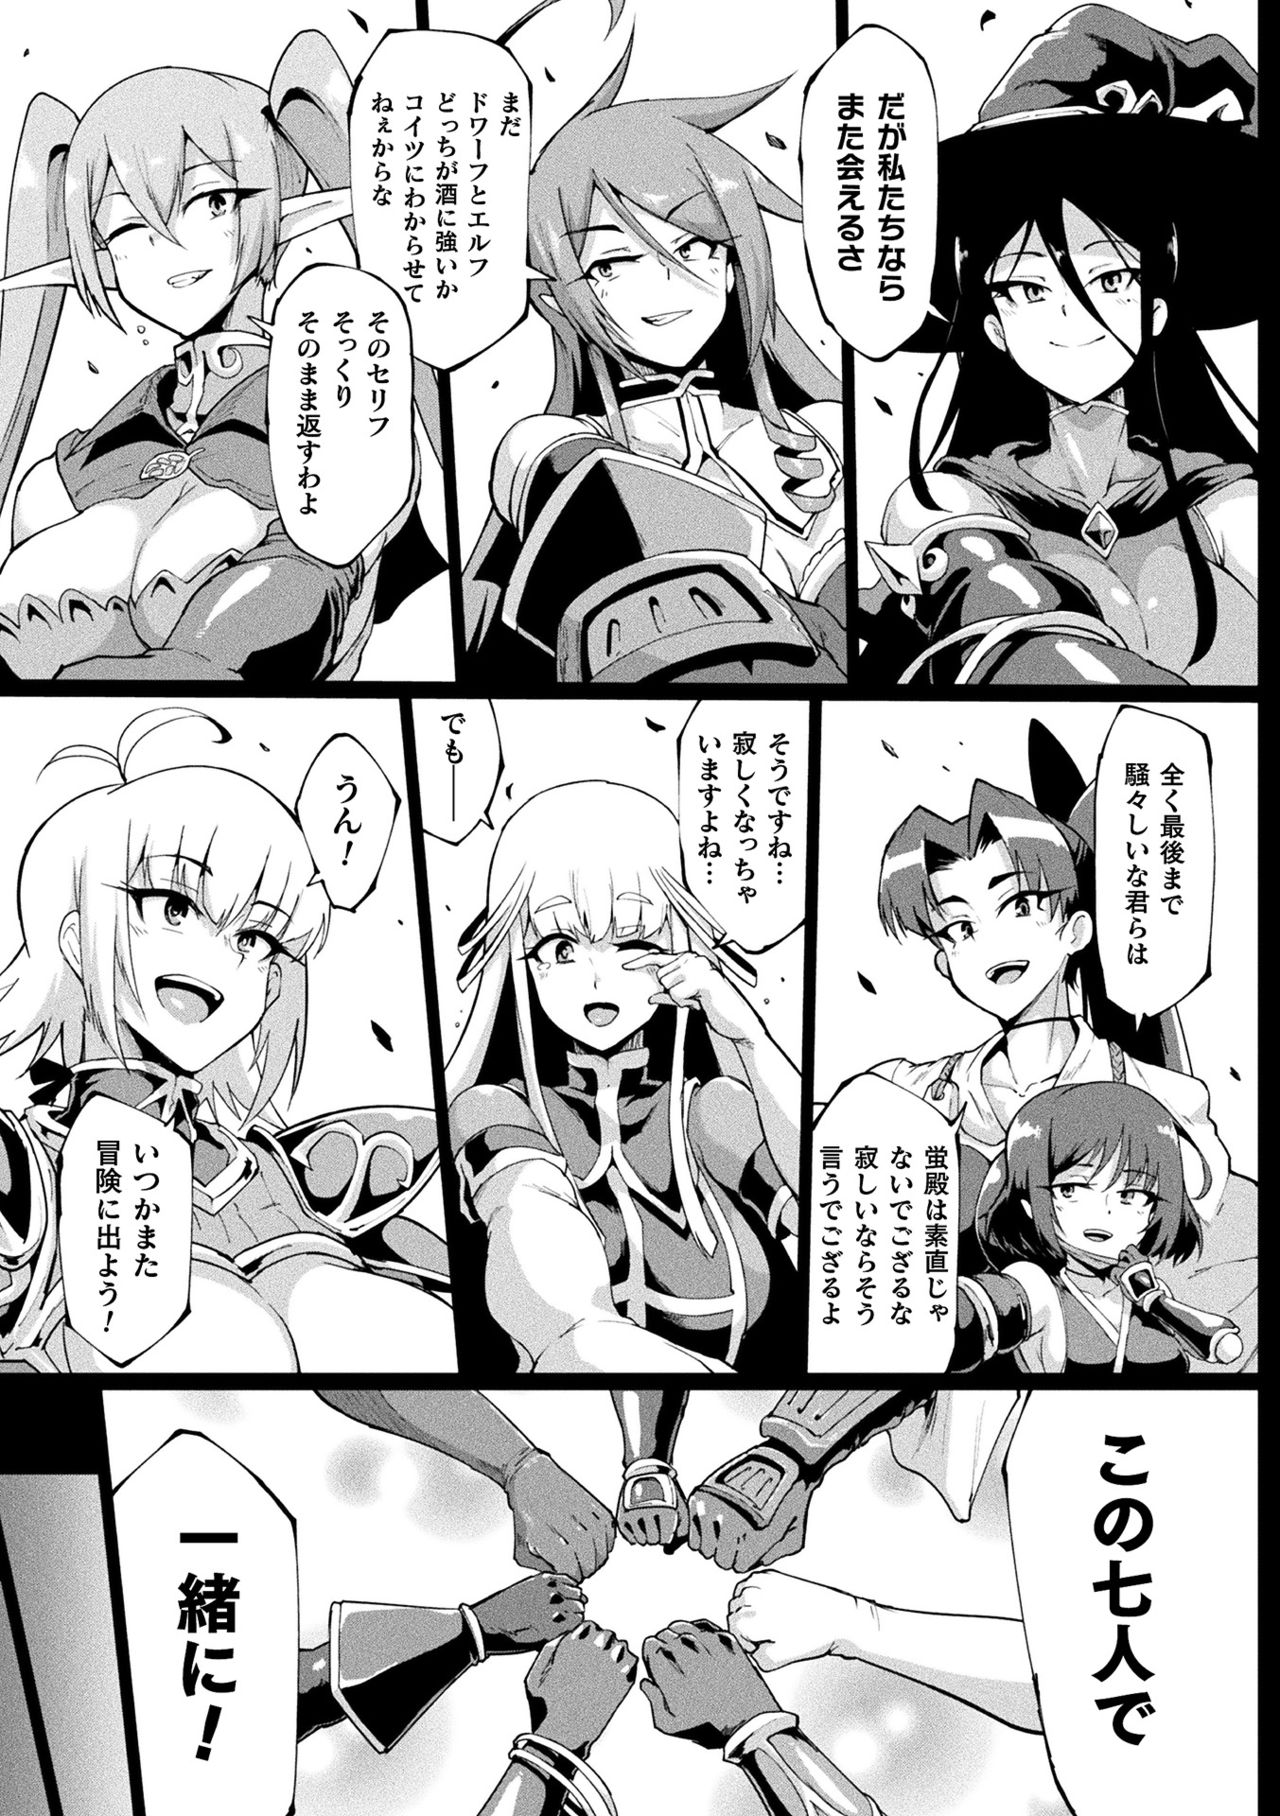 だが私たちなら
また会えるさ
まだ
ドワーフとエルフ
どっちが酒に強いか
コイツにわからせて
ねぇからな
そのセリフ
そっくり
そのまま返すわよ
全く最後まで
騒々しいな君らは
蛍殿は素直じゃ
ないでござるな
寂しいならそう
言うでござるよ
そうですね…
寂しくなっちゃ
いますよね…
でも──
うん！
いつかまた
冒険に出よう！
この七人で
一緒に！